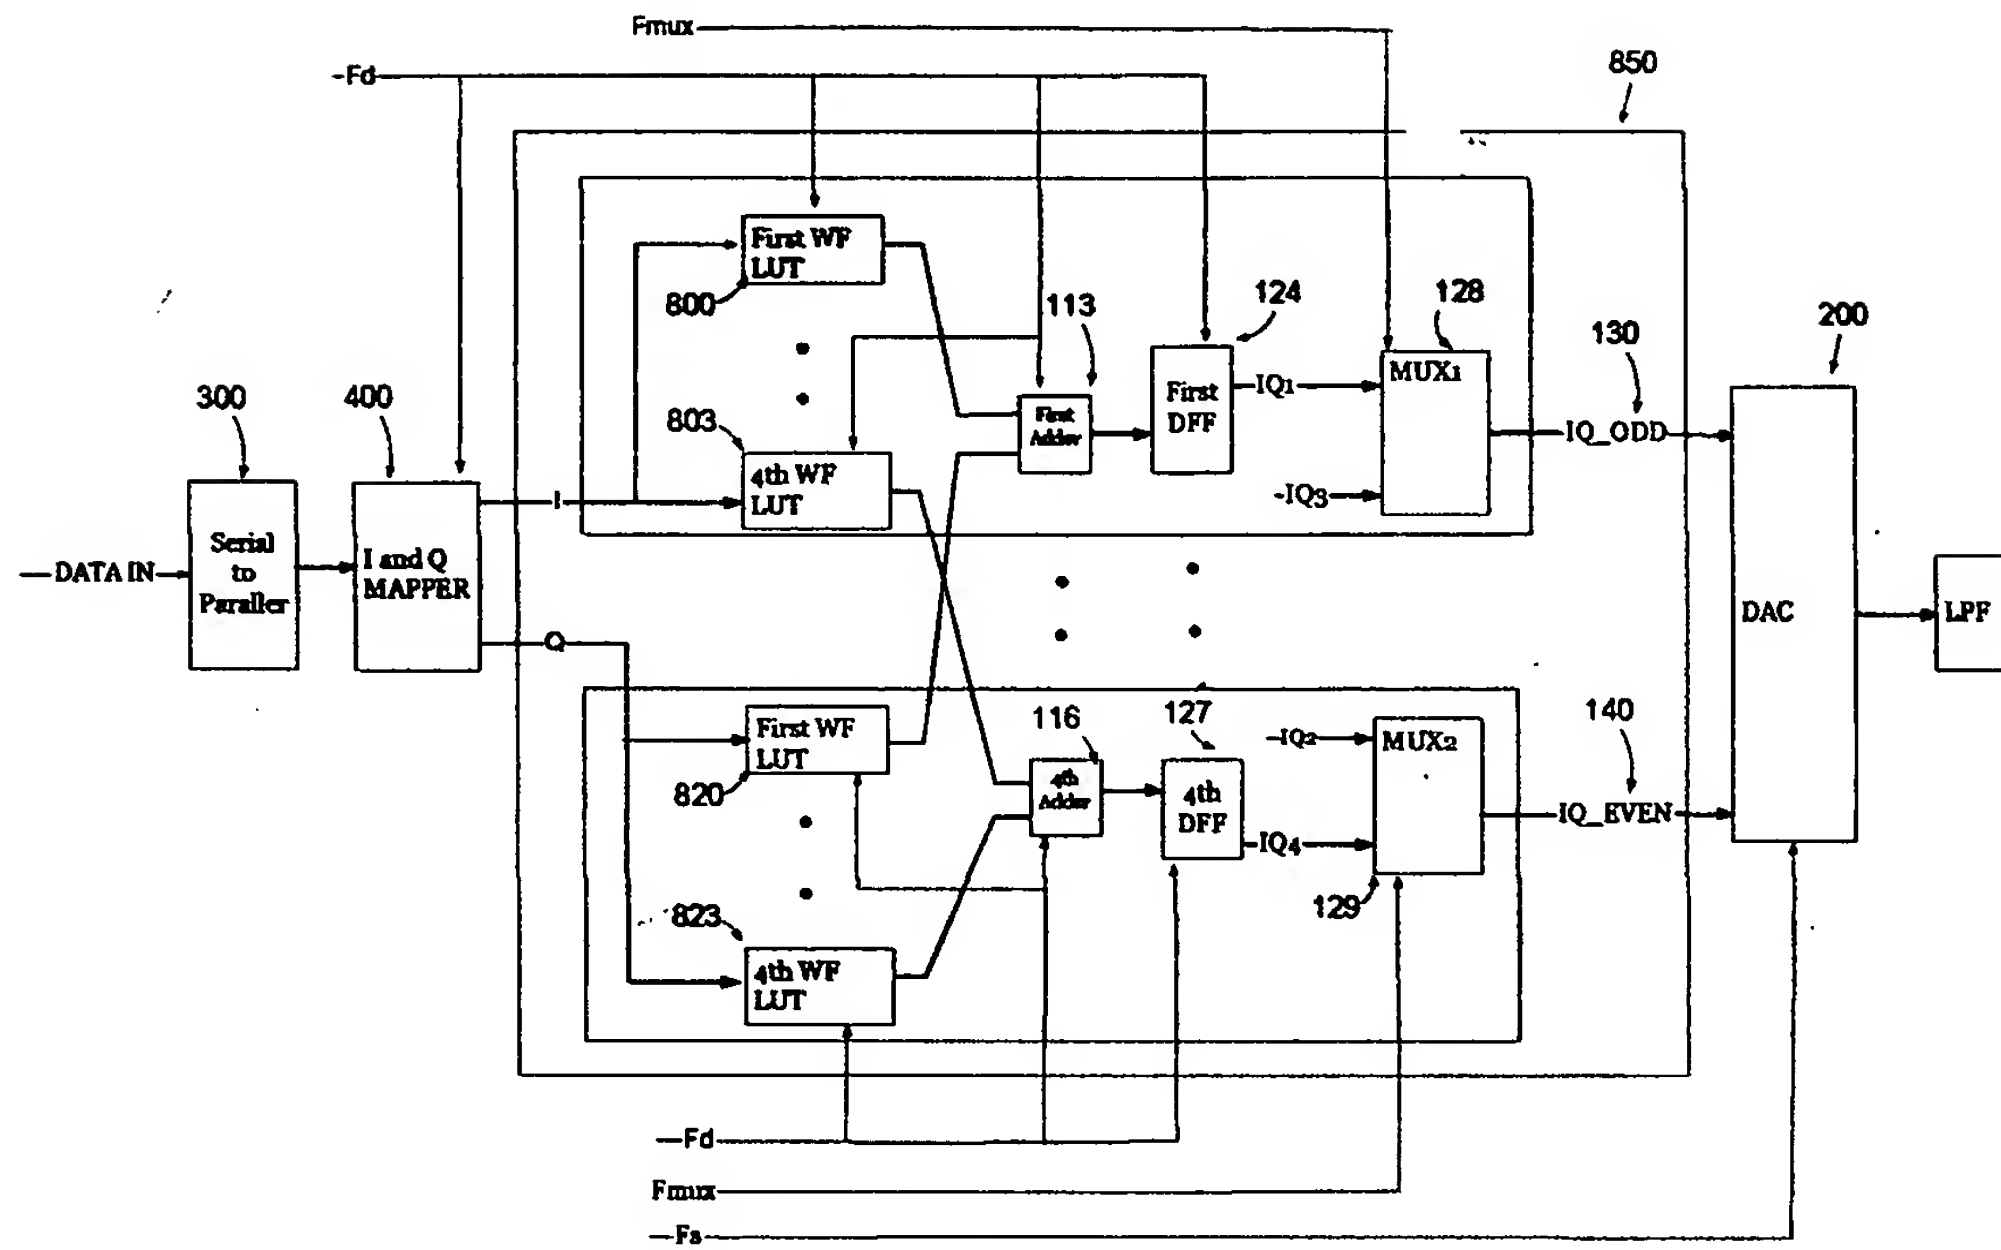 Fmux
Fd
850
First WF
LUT
800
113
124
128
130
200
300
400
803
4th WF
LUT
First
Adder
First
DFF
IQ1
MUX1
IQ_ODD
IQ3
I
Serial
to
Paraller
DATA IN
I and Q
MAPPER
Q
DAC
LPF
First WF
LUT
820
116
127
IQ2
MUX2
140
4th
Adder
4th
DFF
IQ4
IQ_EVEN
129
823
4th WF
LUT
Fd
Fmux
Fs